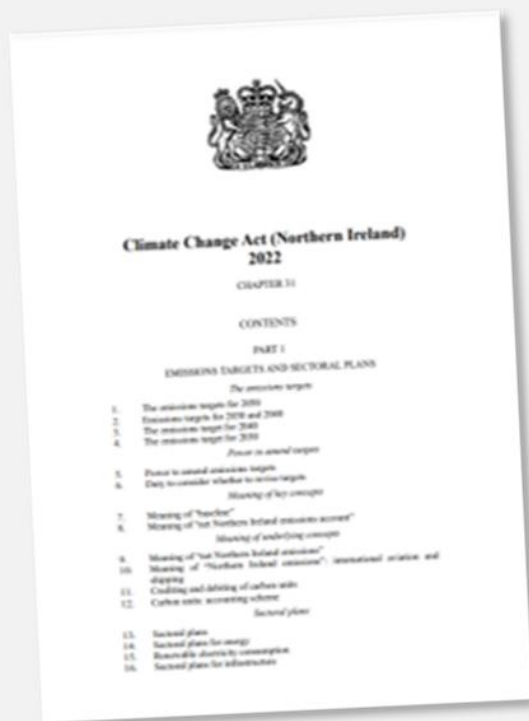 Climate Change Act (Northern Ireland)
2022
CHAPTER 31
CONTENTS
PART 1
EMISSIONS TARGETS AND SECTORAL PLANS
The emissions targets
1. The emissions target for 2050
2. Emissions targets for 2030 and 2040
3. The emissions target for 2040
4. The emissions target for 2030
Power to amend targets
5. Power to amend emissions targets
6. Duty to consider whether to revise targets
Meaning of key concepts
7. Meaning of “baseline”
8. Meaning of “net Northern Ireland emissions account”
Meaning of underlying concepts
9. Meaning of “net Northern Ireland emissions”
10. Meaning of “Northern Ireland emissions”: international aviation and
shipping
11. Crediting and debiting of carbon units
12. Carbon units: accounting scheme
Sectoral plans
13. Sectoral plans
14. Sectoral plans for energy
15. Renewable electricity consumption
16. Sectoral plans for infrastructure